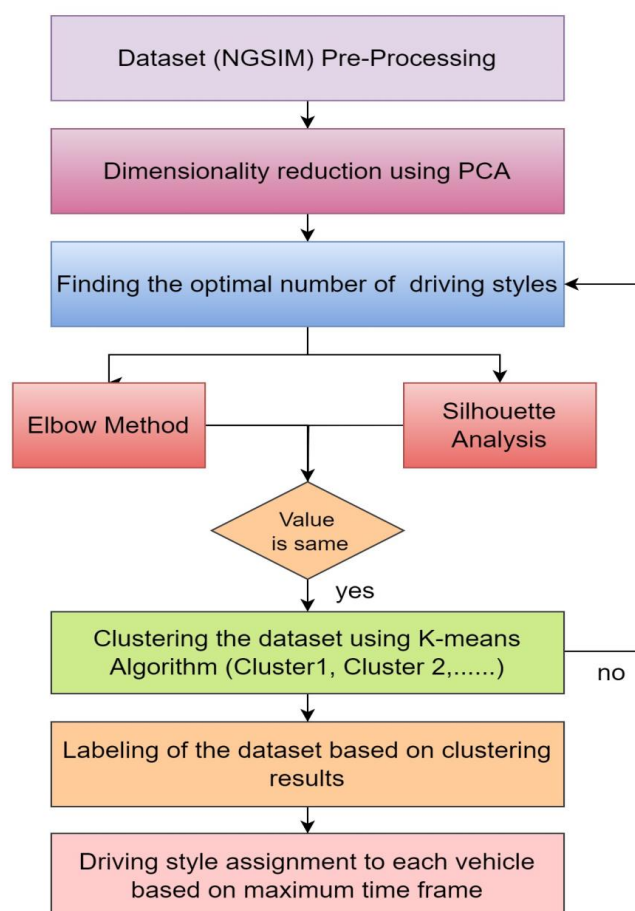 Dataset (NGSIM) Pre-Processing
Dimensionality reduction using PCA
Finding the optimal number of driving styles
Elbow Method
Silhouette
Analysis
Value
is same
yes
Clustering the dataset using K-means
Algorithm (Cluster1, Cluster 2,......)
no
Labeling of the dataset based on clustering
results
Driving style assignment to each vehicle
based on maximum time frame